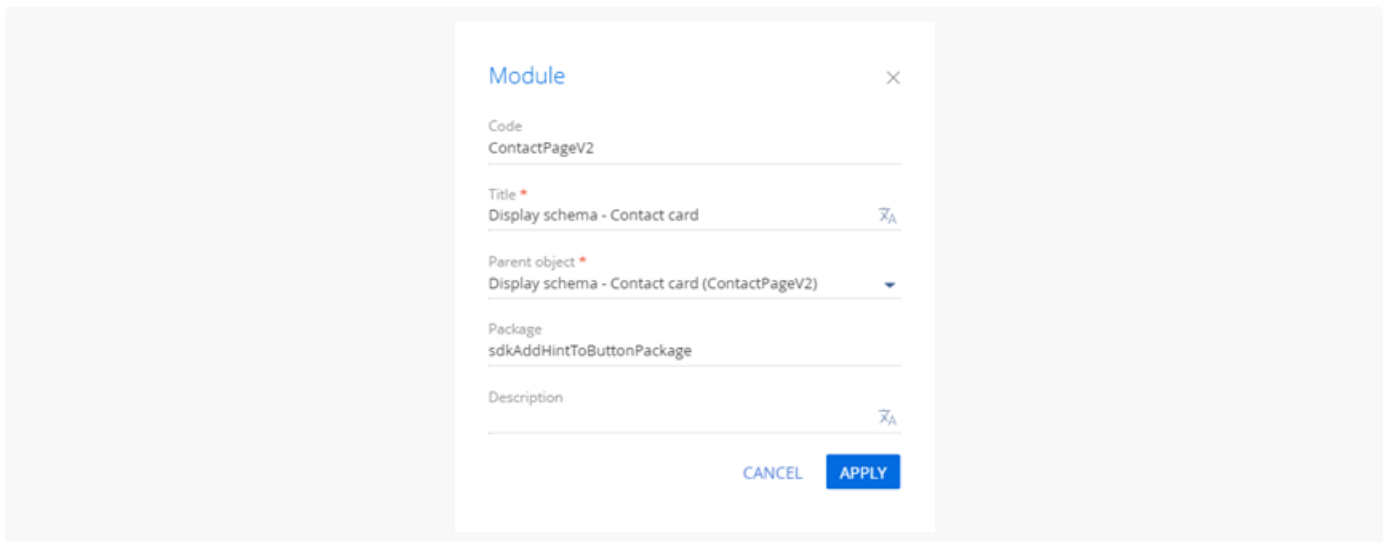 Module
Code
ContactPageV2
Title *
Display schema - Contact card
Parent object *
Display schema - Contact card (ContactPageV2)
Package
sdkAddHintToButtonPackage
Description
CANCEL APPLY